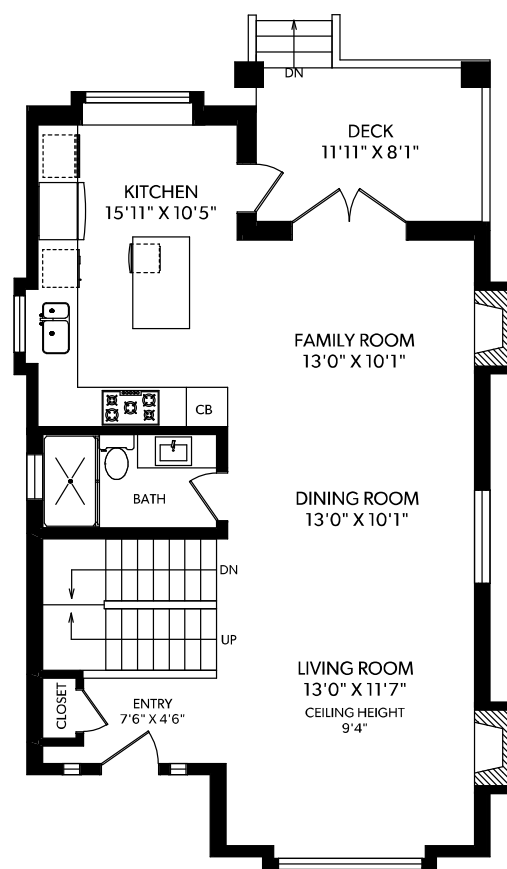 DN
DECK
11'11" X 8'1"
KITCHEN
15'11" X 10'5"
FAMILY ROOM
13'0" X 10'1"
CB
BATH
DINING ROOM
13'0" X 10'1"
DN
UP
LIVING ROOM
13'0" X 11'7"
CEILING HEIGHT
9'4"
CLOSET
ENTRY
7'6" X 4'6"